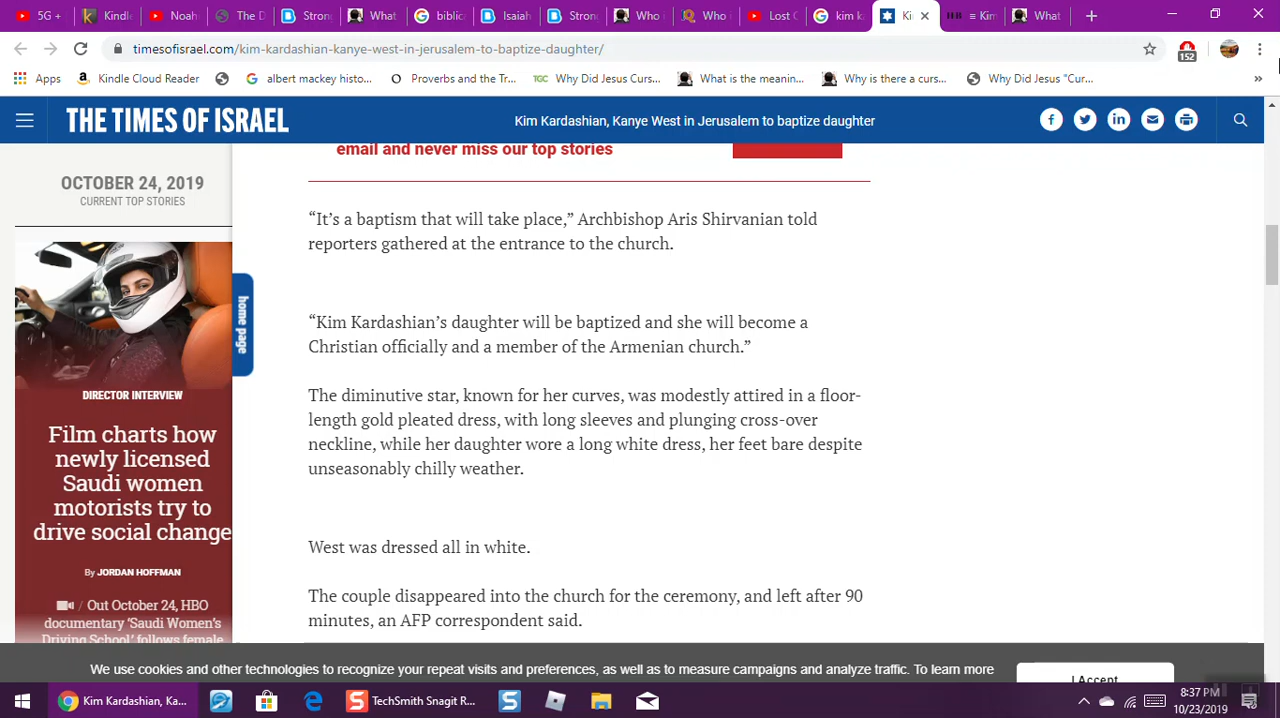 5G +
Kindle
Noah
The D
Strong
What
biblica
Isaiah
Strong
Who i
Who i
Lost C
kim k
Ki
Kim
What
timesofisrael.com/kim-kardashian-kanye-west-in-jerusalem-to-baptize-daughter/
152
Apps
Kindle Cloud Reader
albert mackey histo...
Proverbs and the Tr...
TGC Why Did Jesus Curs...
What is the meanin...
Why is there a curs...
Why Did Jesus "Cur...
THE TIMES OF ISRAEL
Kim Kardashian, Kanye West in Jerusalem to baptize daughter
email and never miss our top stories
OCTOBER 24, 2019
CURRENT TOP STORIES
home page
DIRECTOR INTERVIEW
Film charts how
newly licensed
Saudi women
motorists try to
drive social change
By JORDAN HOFFMAN
/ Out October 24, HBO
documentary ‘Saudi Women’s
Driving School’ follows female
“It’s a baptism that will take place,” Archbishop Aris Shirvanian told
reporters gathered at the entrance to the church.
“Kim Kardashian’s daughter will be baptized and she will become a
Christian officially and a member of the Armenian church.”
The diminutive star, known for her curves, was modestly attired in a floor-
length gold pleated dress, with long sleeves and plunging cross-over
neckline, while her daughter wore a long white dress, her feet bare despite
unseasonably chilly weather.
West was dressed all in white.
The couple disappeared into the church for the ceremony, and left after 90
minutes, an AFP correspondent said.
We use cookies and other technologies to recognize your repeat visits and preferences, as well as to measure campaigns and analyze traffic. To learn more
I Accept
Kim Kardashian, Ka...
TechSmith Snagit R...
8:37 PM
10/23/2019